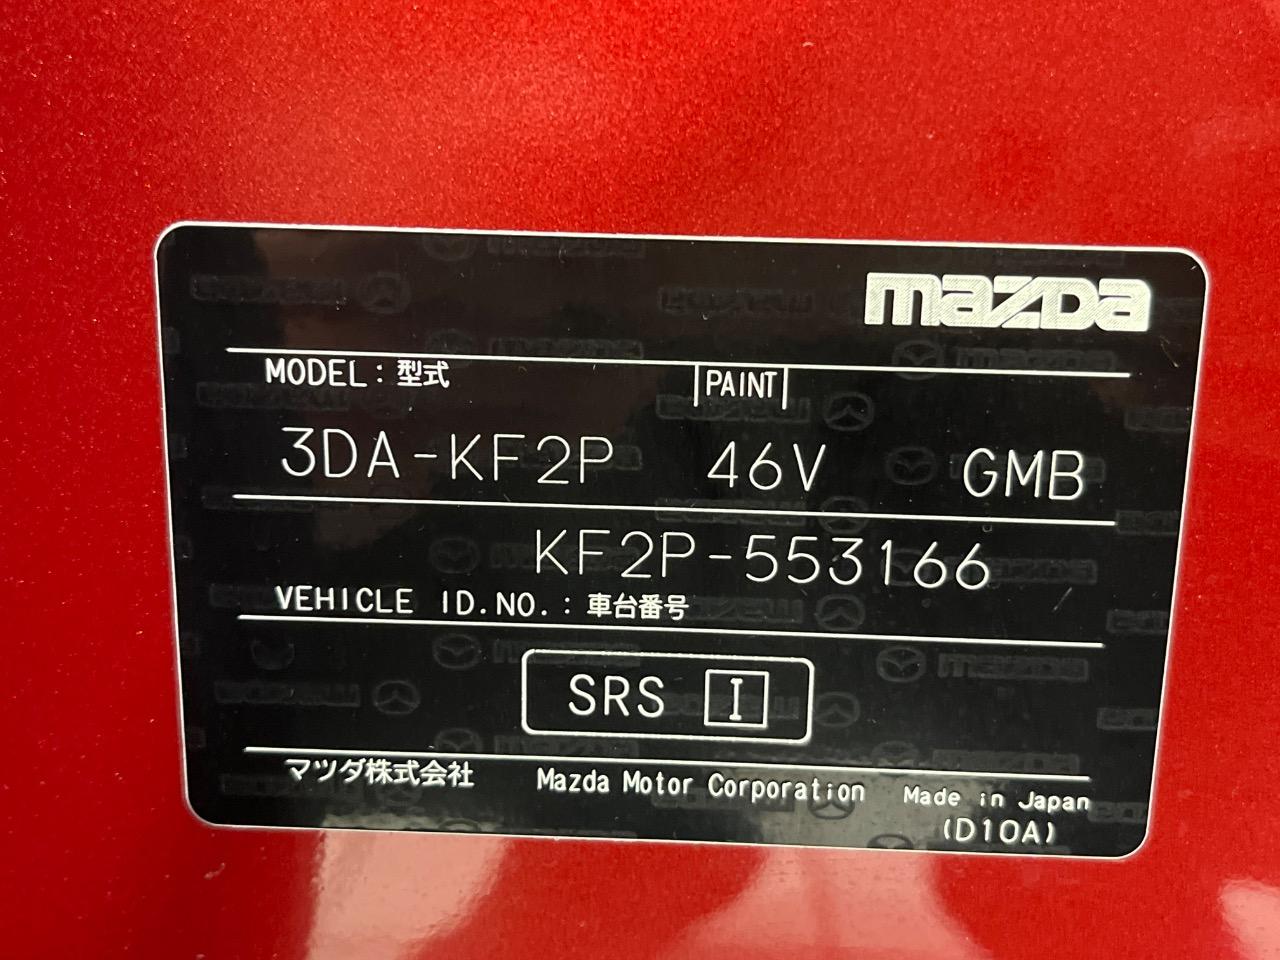 mazda
MODEL : 型式 PAINT
3DA-KF2P 46V GMB
KF2P-553166
VEHICLE ID.NO. : 車台番号
SRS I
マツダ株式会社 Mazda Motor Corporation Made in Japan
(D10A)